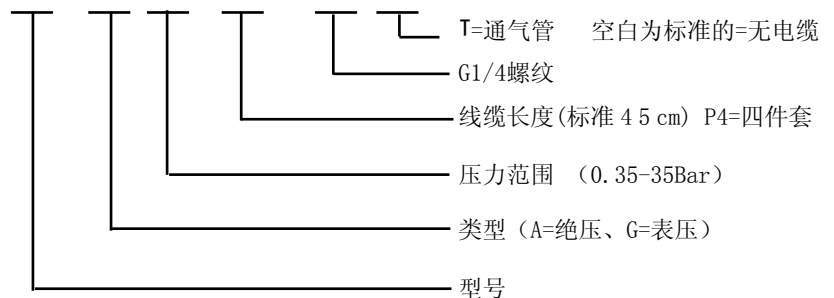 T=通气管 空白为标准的=无电缆
G1/4螺纹
线缆长度(标准45cm) P4=四件套
压力范围 （0.35-35Bar）
类型（A=绝压、G=表压）
型号